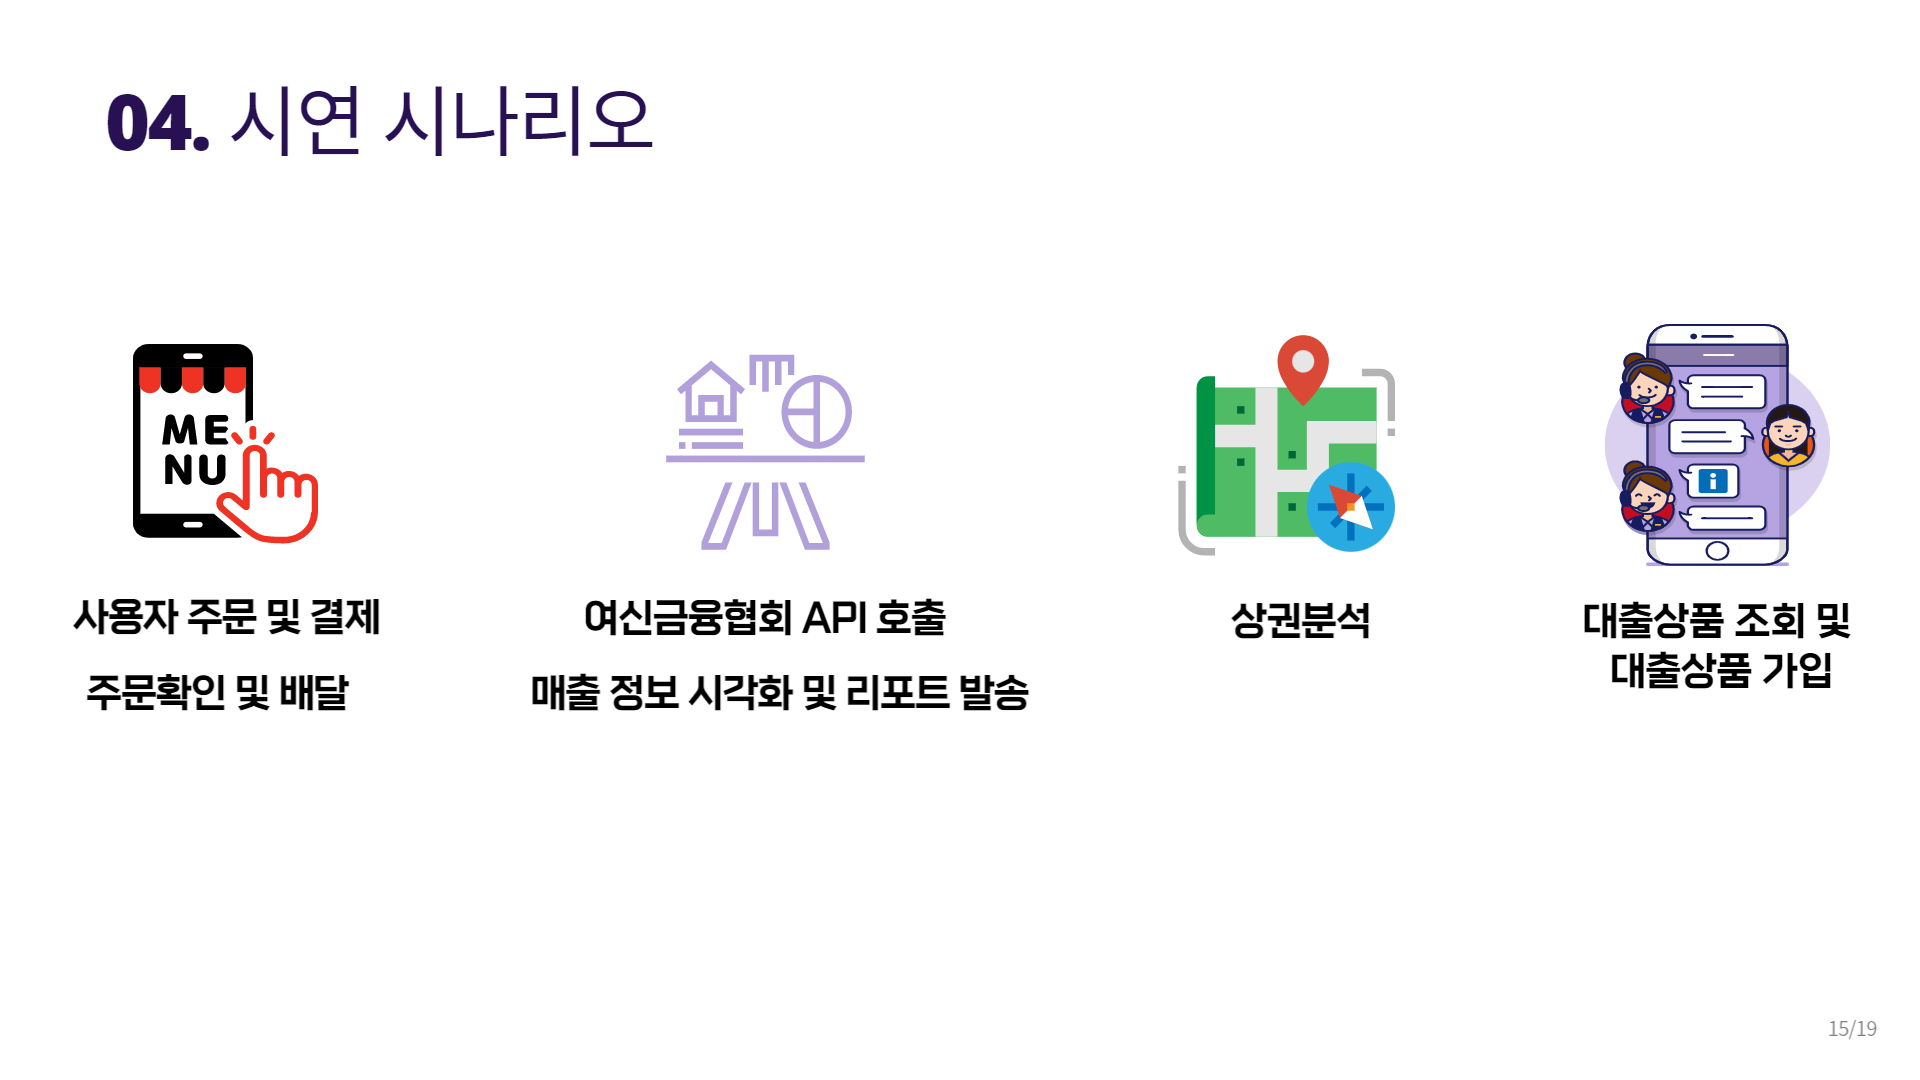 04. 시연 시나리오
ME
NU
사용자 주문 및 결제
주문확인 및 배달
여신금융협회 API 호출
매출 정보 시각화 및 리포트 발송
상권분석
대출상품 조회 및
대출상품 가입
15/19